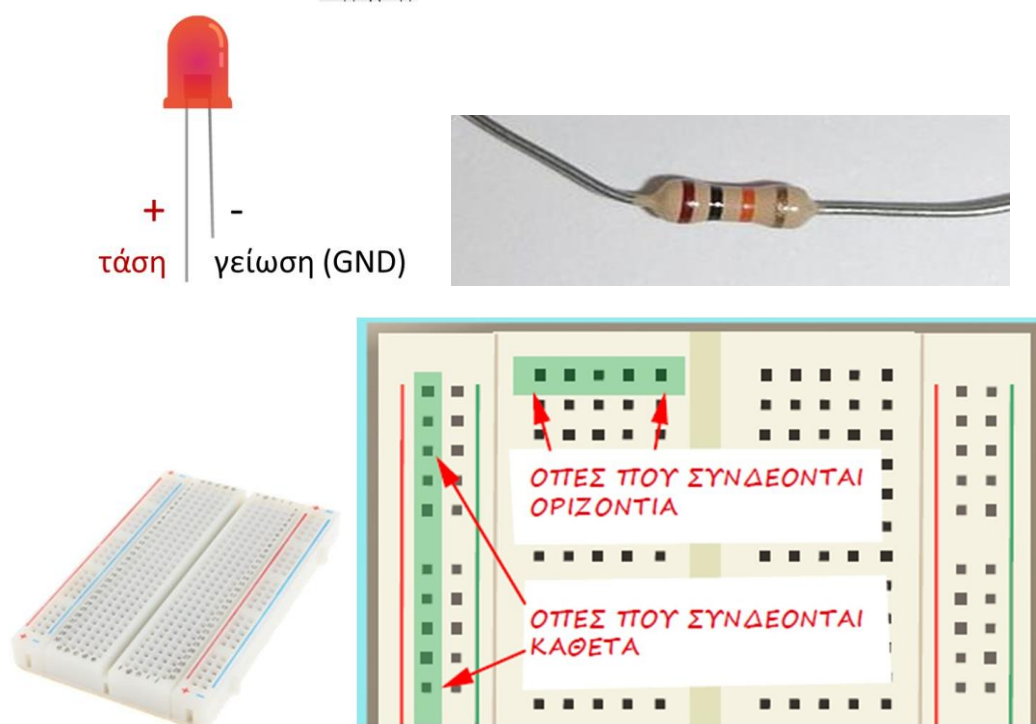 + -
τάση γείωση (GND)
ΟΠΕΣ ΠΟΥ ΣΥΝΔΕΟΝΤΑΙ
ΟΡΙΖΟΝΤΙΑ
ΟΠΕΣ ΠΟΥ ΣΥΝΔΕΟΝΤΑΙ
ΚΑΘΕΤΑ